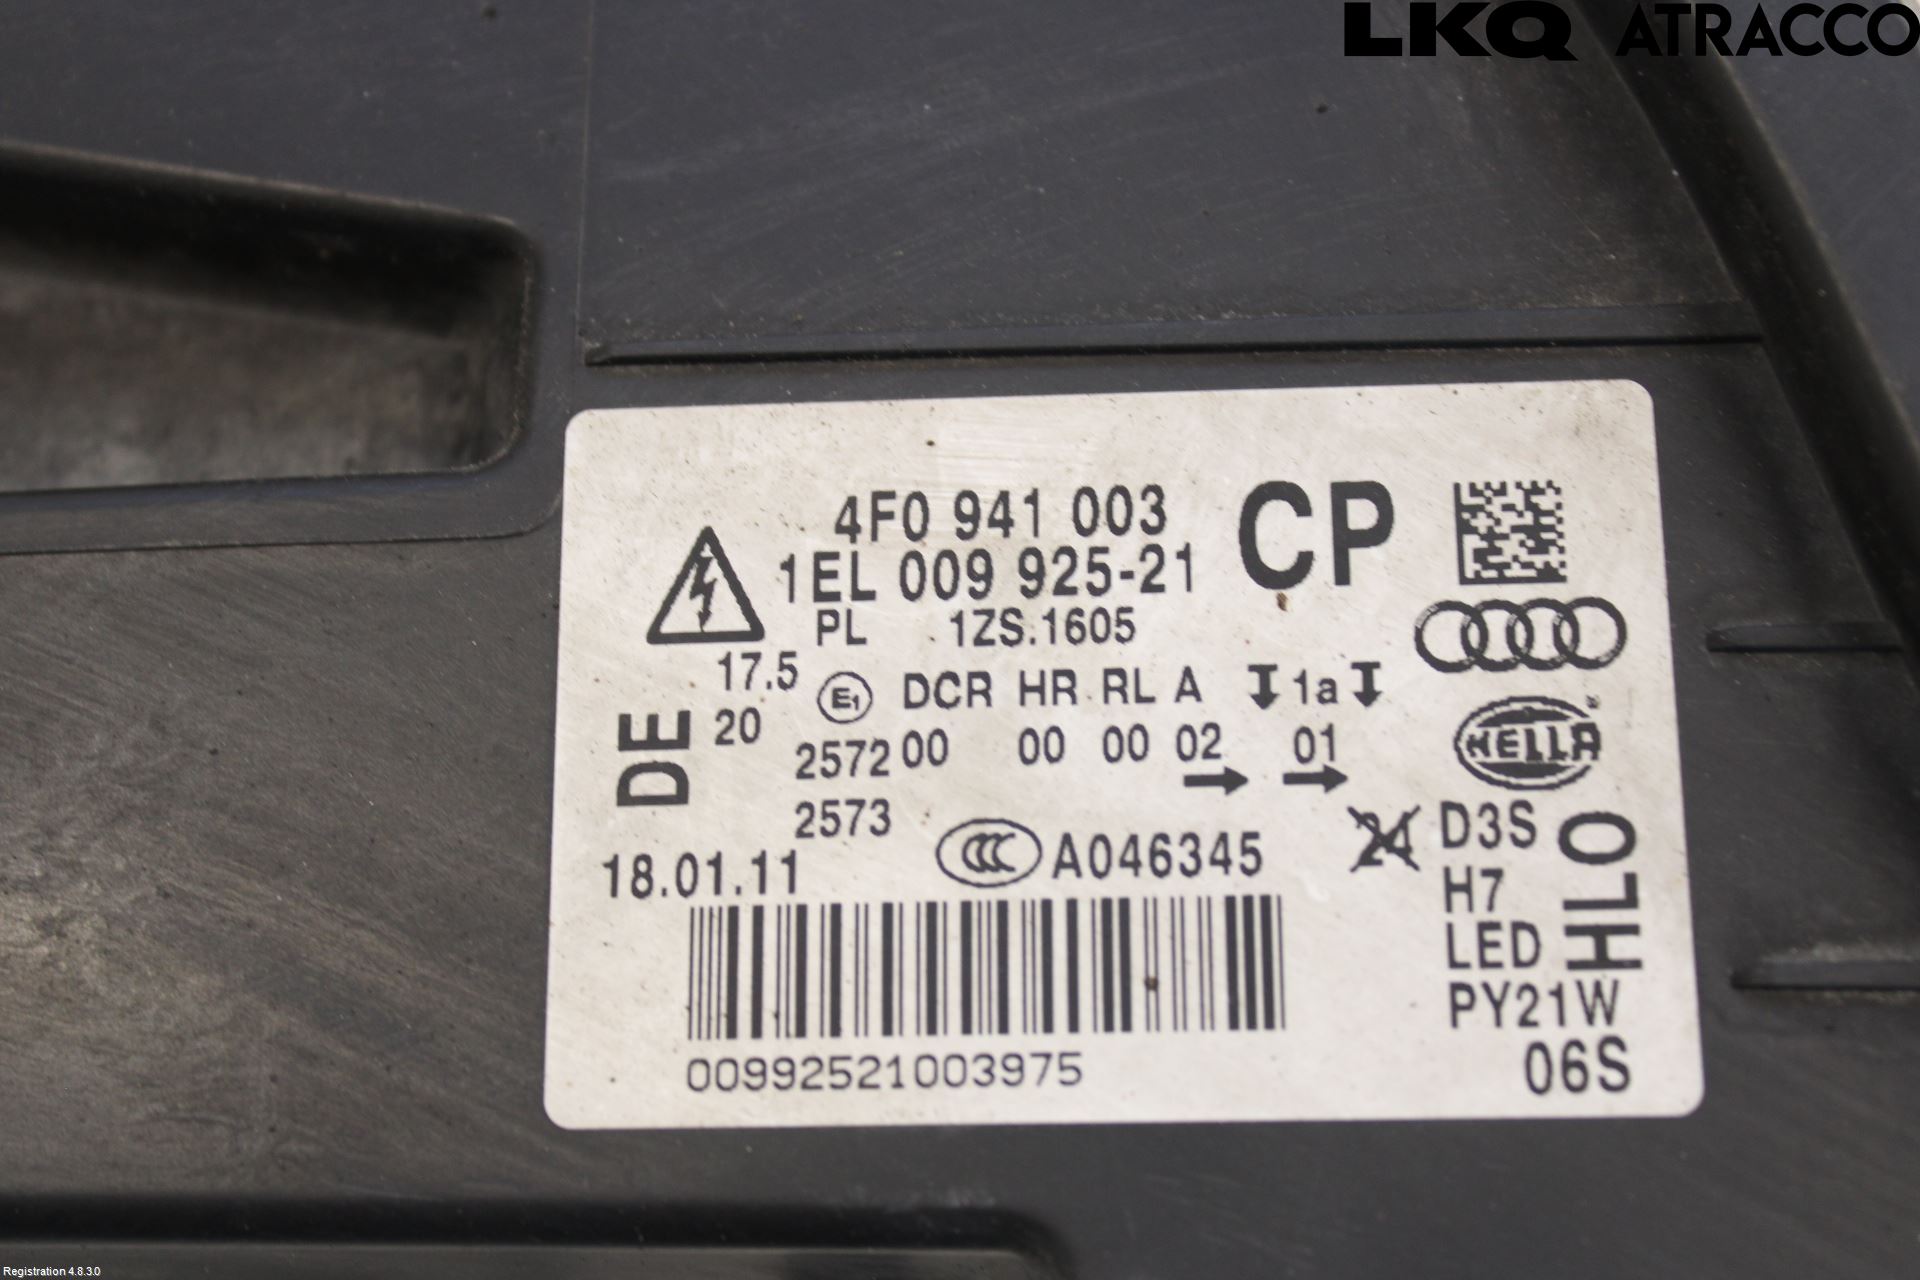 LKQ ATRACCO
4F0 941 003 CP
1EL 009 925-21
PL 1ZS.1605
17.5 E1 DCR HR RL A 1a
20
2572 00 00 00 02 01
DE
2573
HELLA
18.01.11 CCC A046345
24 D3S
H7
LED
PY21W
HLO
06S
00992521003975
Registration 4.8.3.0